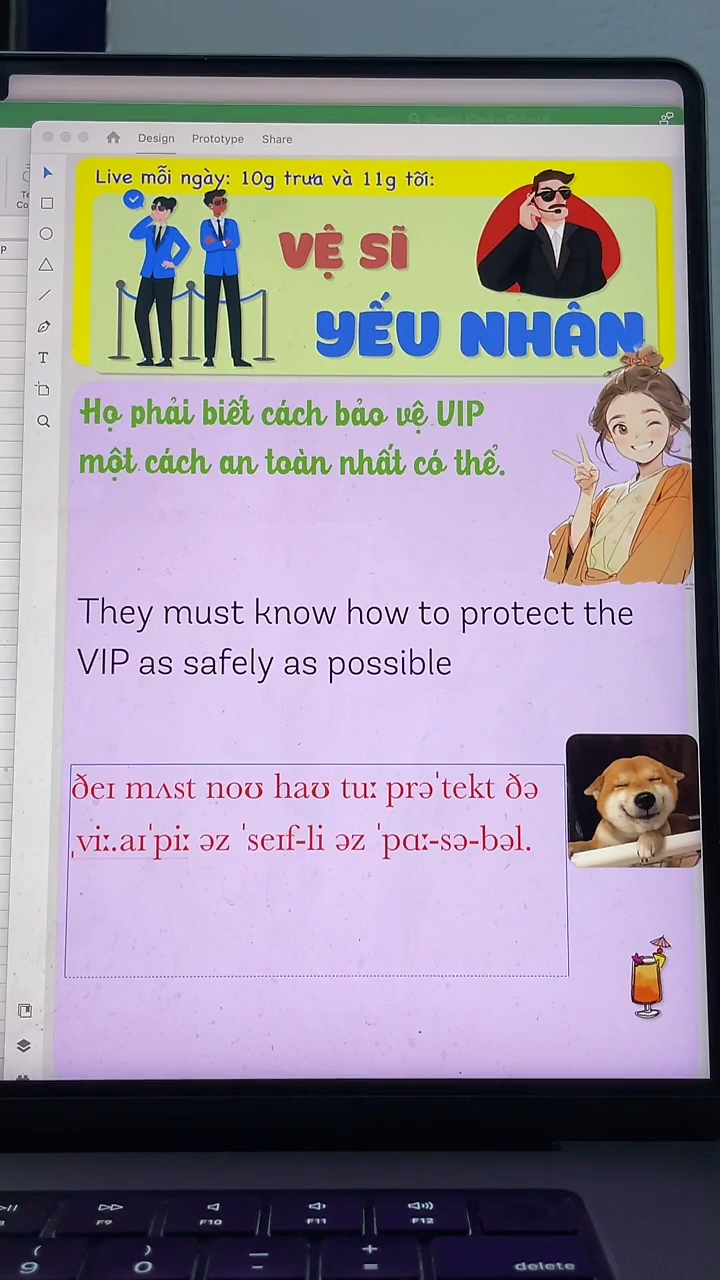 Design Prototype Share
Live mỗi ngày: 10g trưa và 11g tối:
VỆ SĨ
YẾU NHÂN
Họ phải biết cách bảo vệ VIP
một cách an toàn nhất có thể.
They must know how to protect the
VIP as safely as possible
ðeɪ mʌst noʊ haʊ tuː prəˈtekt ðə
ˌviː.aɪˈpiː əz ˈseɪf-li əz ˈpɑː-sə-bəl.
F9 F10 F11 F12
( ) _ +
9 0 - = delete